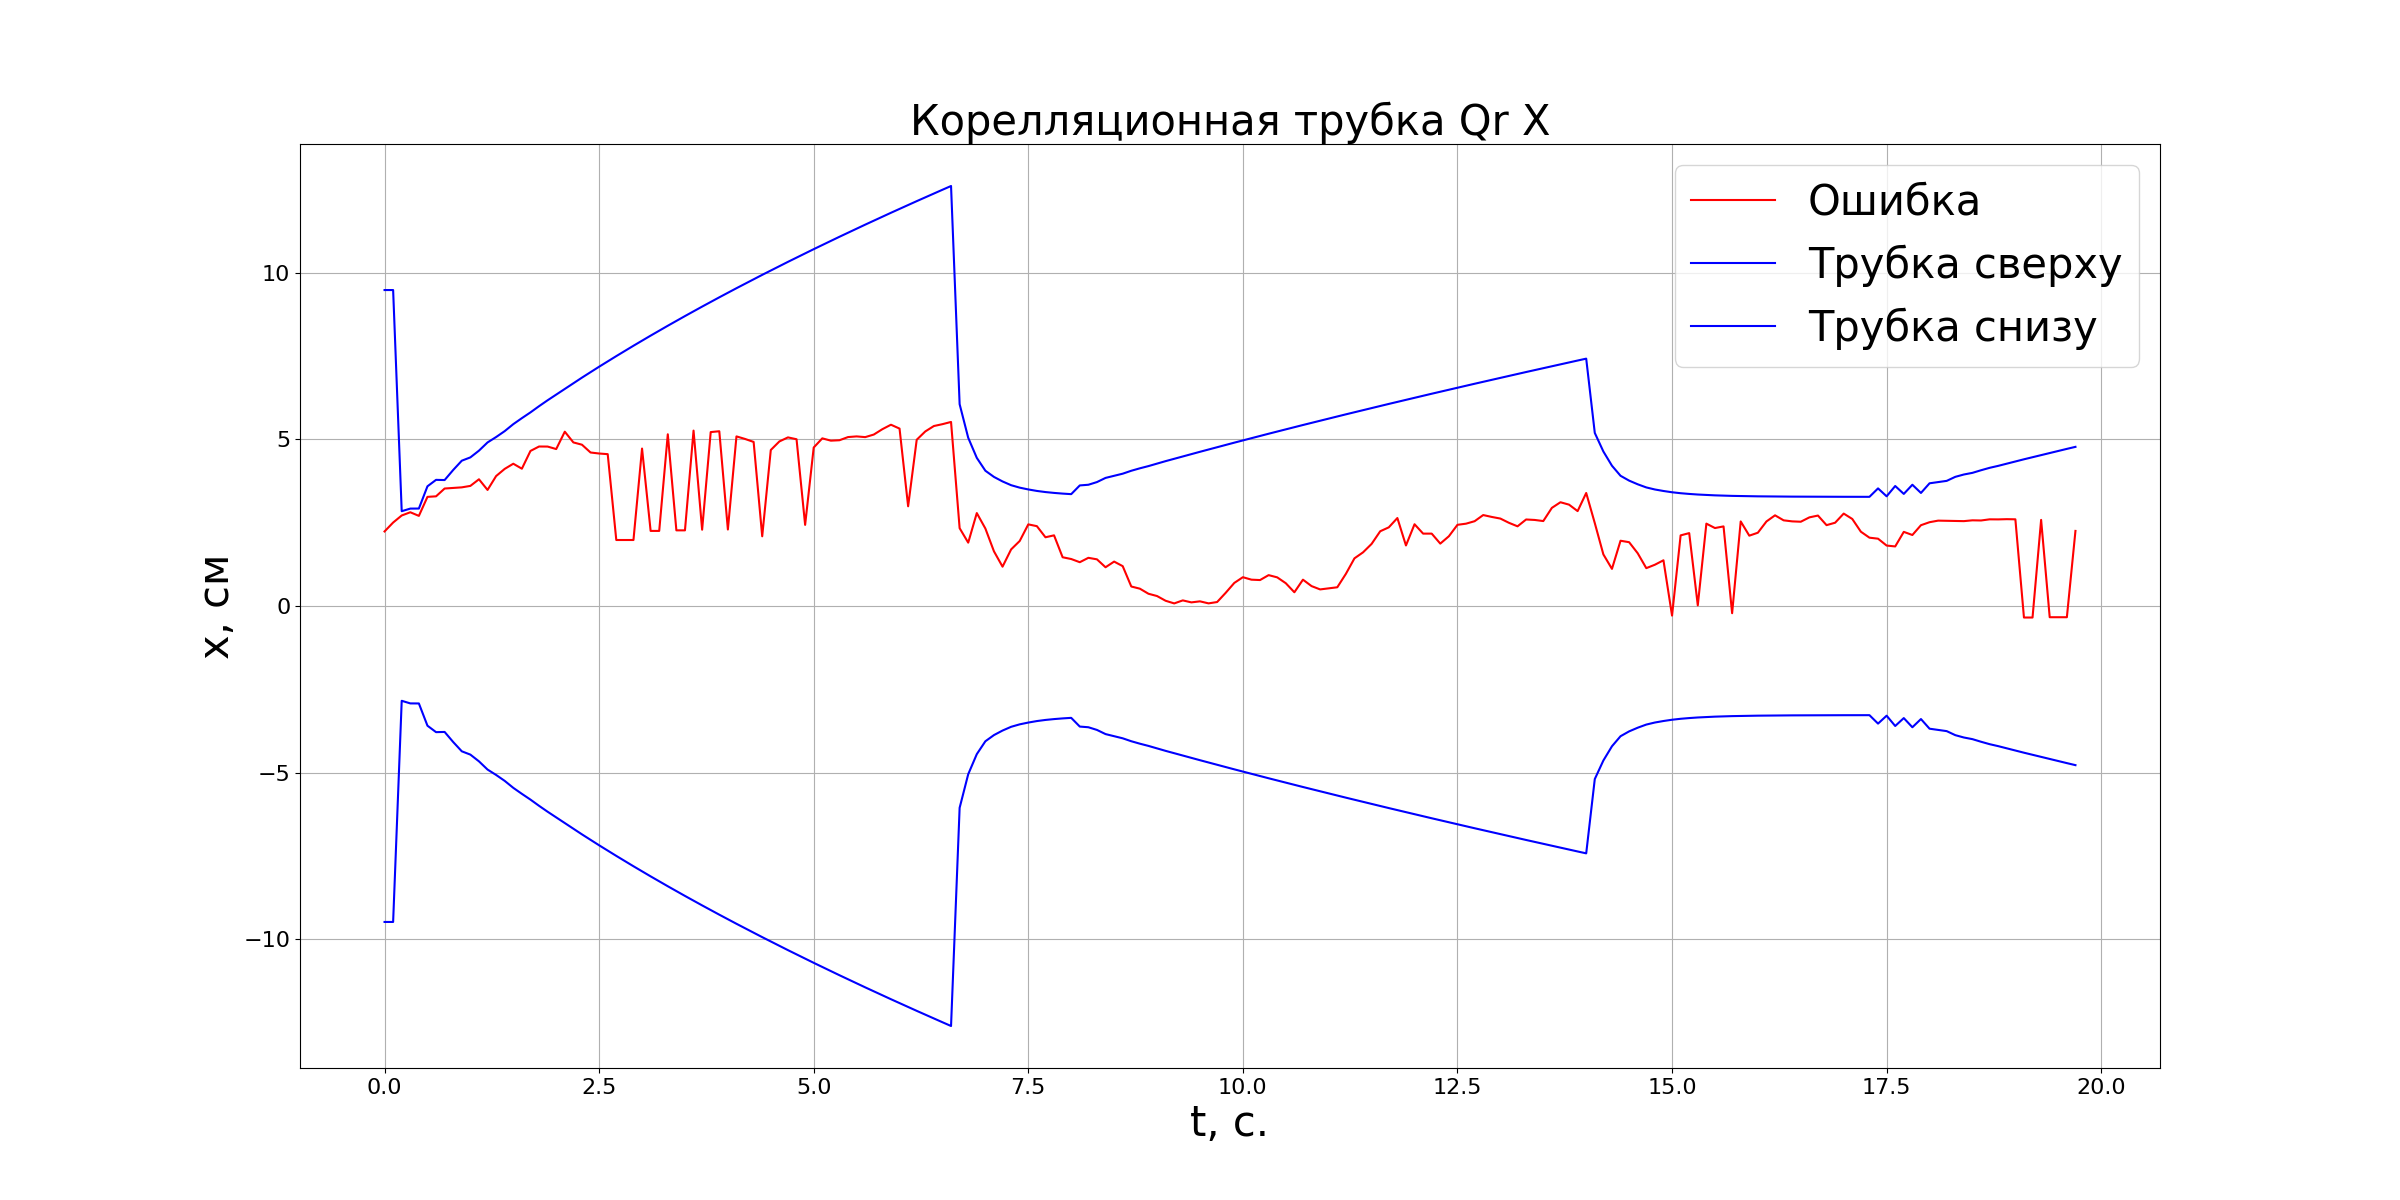 Корелляционная трубка Qr X
Ошибка
Трубка сверху
Трубка снизу
10
5
0
−5
−10
x, см
0.0 2.5 5.0 7.5 10.0 12.5 15.0 17.5 20.0
t, с.